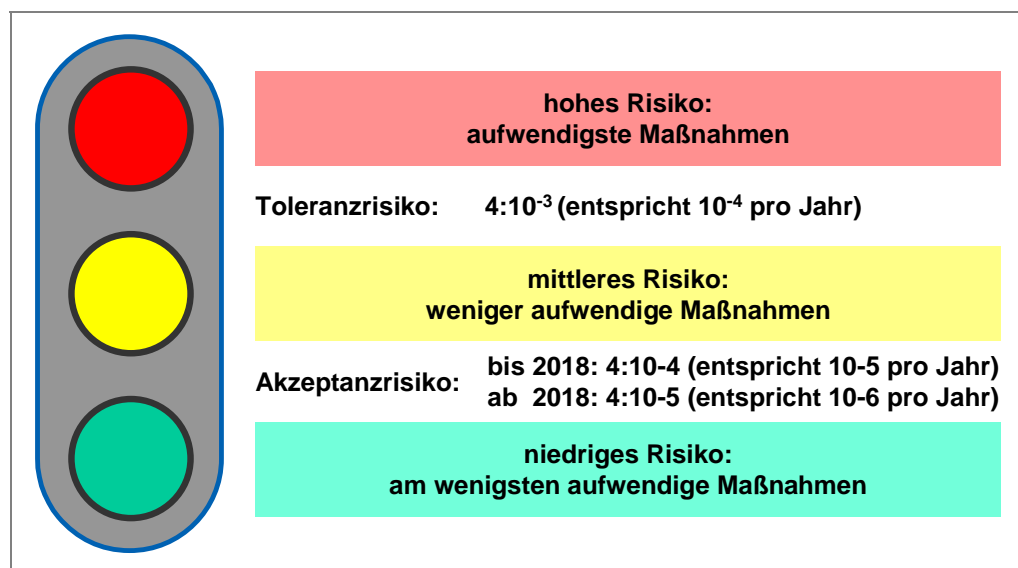 hohes Risiko:
aufwendigste Maßnahmen
Toleranzrisiko: 4:10⁻³ (entspricht 10⁻⁴ pro Jahr)
mittleres Risiko:
weniger aufwendige Maßnahmen
Akzeptanzrisiko:
bis 2018: 4:10-4 (entspricht 10-5 pro Jahr)
ab 2018: 4:10-5 (entspricht 10-6 pro Jahr)
niedriges Risiko:
am wenigsten aufwendige Maßnahmen